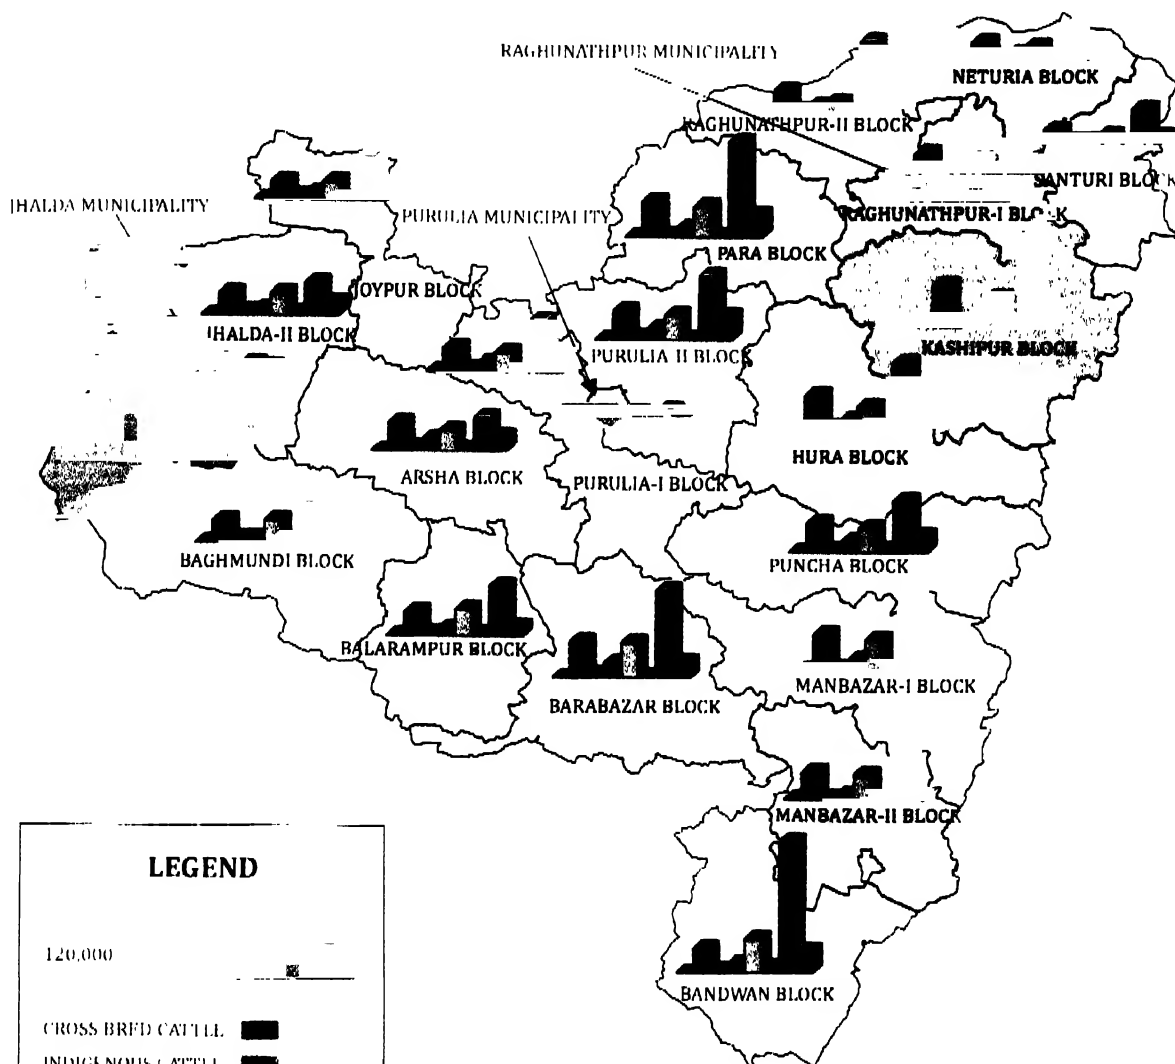 RAGHUNATHPUR MUNICIPALITY
NETURIA BLOCK
RAGHUNATHPUR-II BLOCK
SANTURI BLOCK
JHALDA MUNICIPALITY
PURULIA MUNICIPALITY
RAGHUNATHPUR-I BLOCK
PARA BLOCK
JOYPUR BLOCK
JHALDA-II BLOCK
PURULIA-II BLOCK
KASHIPUR BLOCK
ARSHA BLOCK
PURULIA-I BLOCK
HURA BLOCK
BAGHMUNDI BLOCK
PUNCHA BLOCK
BALARAMPUR BLOCK
BARABAZAR BLOCK
MANBAZAR-I BLOCK
MANBAZAR-II BLOCK
BANDWAN BLOCK
LEGEND
120,000
CROSS BRED CATTLE
INDIGENOUS CATTLE